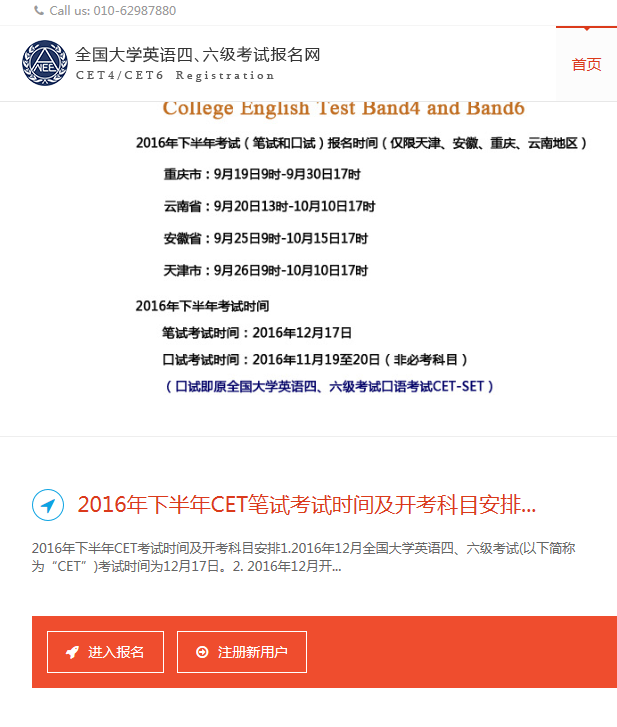 Call us: 010-62987880
全国大学英语四、六级考试报名网
CET4/CET6 Registration
NEE
首页
College English Test Band4 and Band6
2016年下半年考试（笔试和口试）报名时间（仅限天津、安徽、重庆、云南地区）
重庆市：9月19日9时-9月30日17时
云南省：9月20日13时-10月10日17时
安徽省：9月25日9时-10月15日17时
天津市：9月26日9时-10月10日17时
2016年下半年考试时间
笔试考试时间：2016年12月17日
口试考试时间：2016年11月19至20日（非必考科目）
（口试即原全国大学英语四、六级考试口语考试CET-SET）
2016年下半年CET笔试考试时间及开考科目安排...
2016年下半年CET考试时间及开考科目安排1.2016年12月全国大学英语四、六级考试(以下简称
为“CET”)考试时间为12月17日。2. 2016年12月开...
进入报名
注册新用户